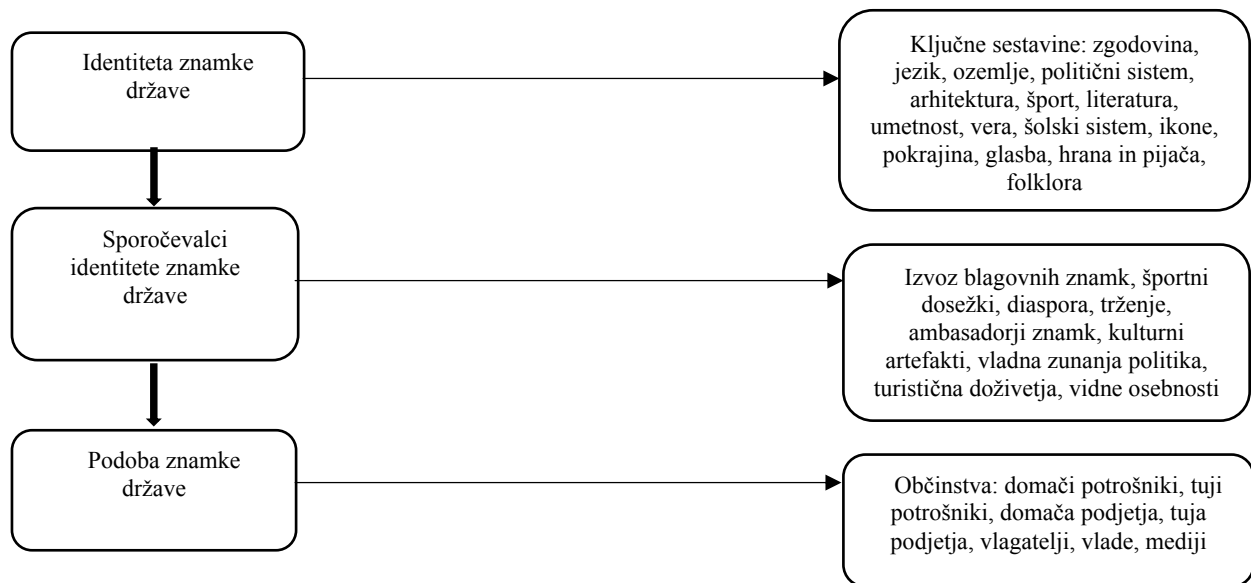 Identiteta znamke
države
Ključne sestavine: zgodovina,
jezik, ozemlje, politični sistem,
arhitektura, šport, literatura,
umetnost, vera, šolski sistem, ikone,
pokrajina, glasba, hrana in pijača,
folklora
Sporočevalci
identitete znamke
države
Izvoz blagovnih znamk, športni
dosežki, diaspora, trženje,
ambasadorji znamk, kulturni
artefakti, vladna zunanja politika,
turistična doživetja, vidne osebnosti
Podoba znamke
države
Občinstva: domači potrošniki, tuji
potrošniki, domača podjetja, tuja
podjetja, vlagatelji, vlade, mediji